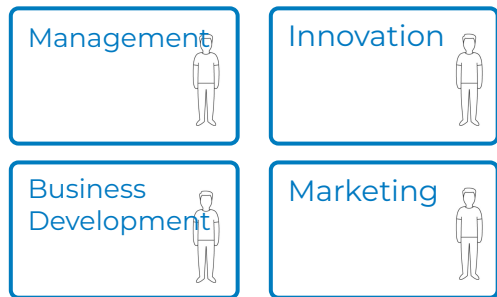 Management
Innovation
Business
Development
Marketing